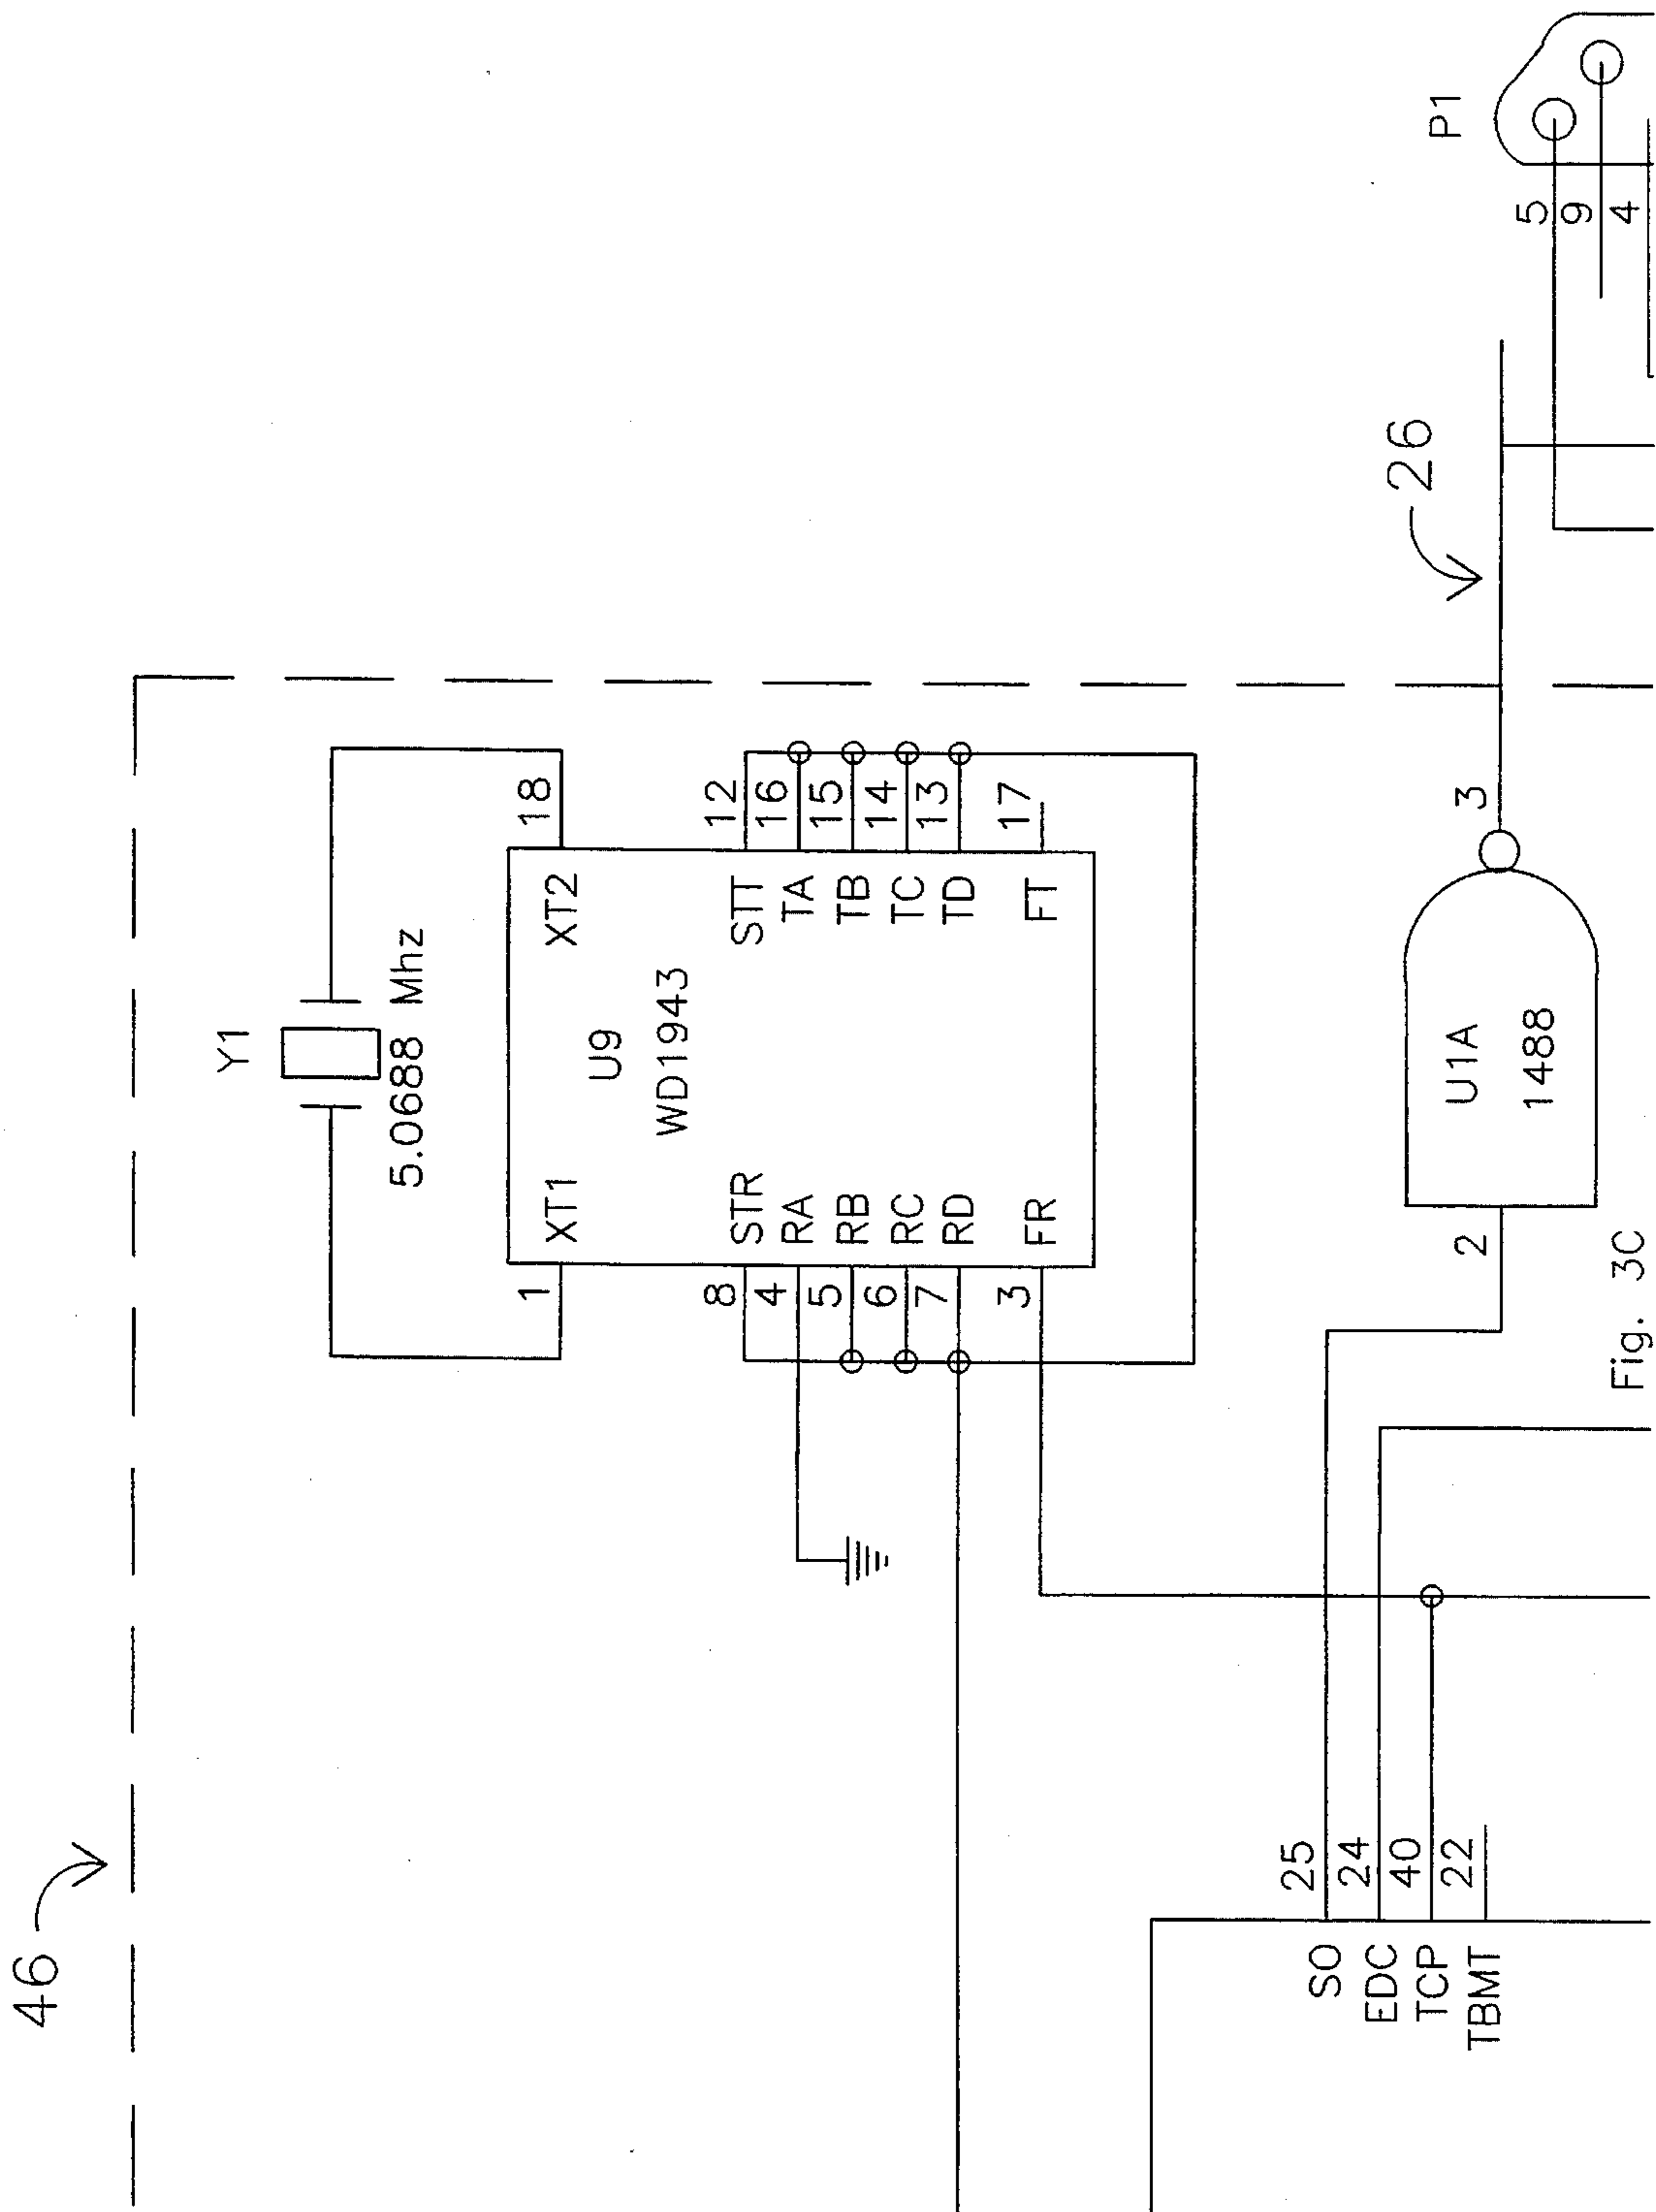 46
Y1
5.0688 Mhz
1
18
XT1
XT2
U9
WD1943
8
STR
STT
12
4
RA
TA
16
5
RB
TB
15
6
RC
TC
14
7
RD
TD
13
3
FR
FT
17
SO
25
EDC
24
TCP
40
TBMT
22
2
U1A
1488
3
26
P1
5
9
4
Fig. 3C